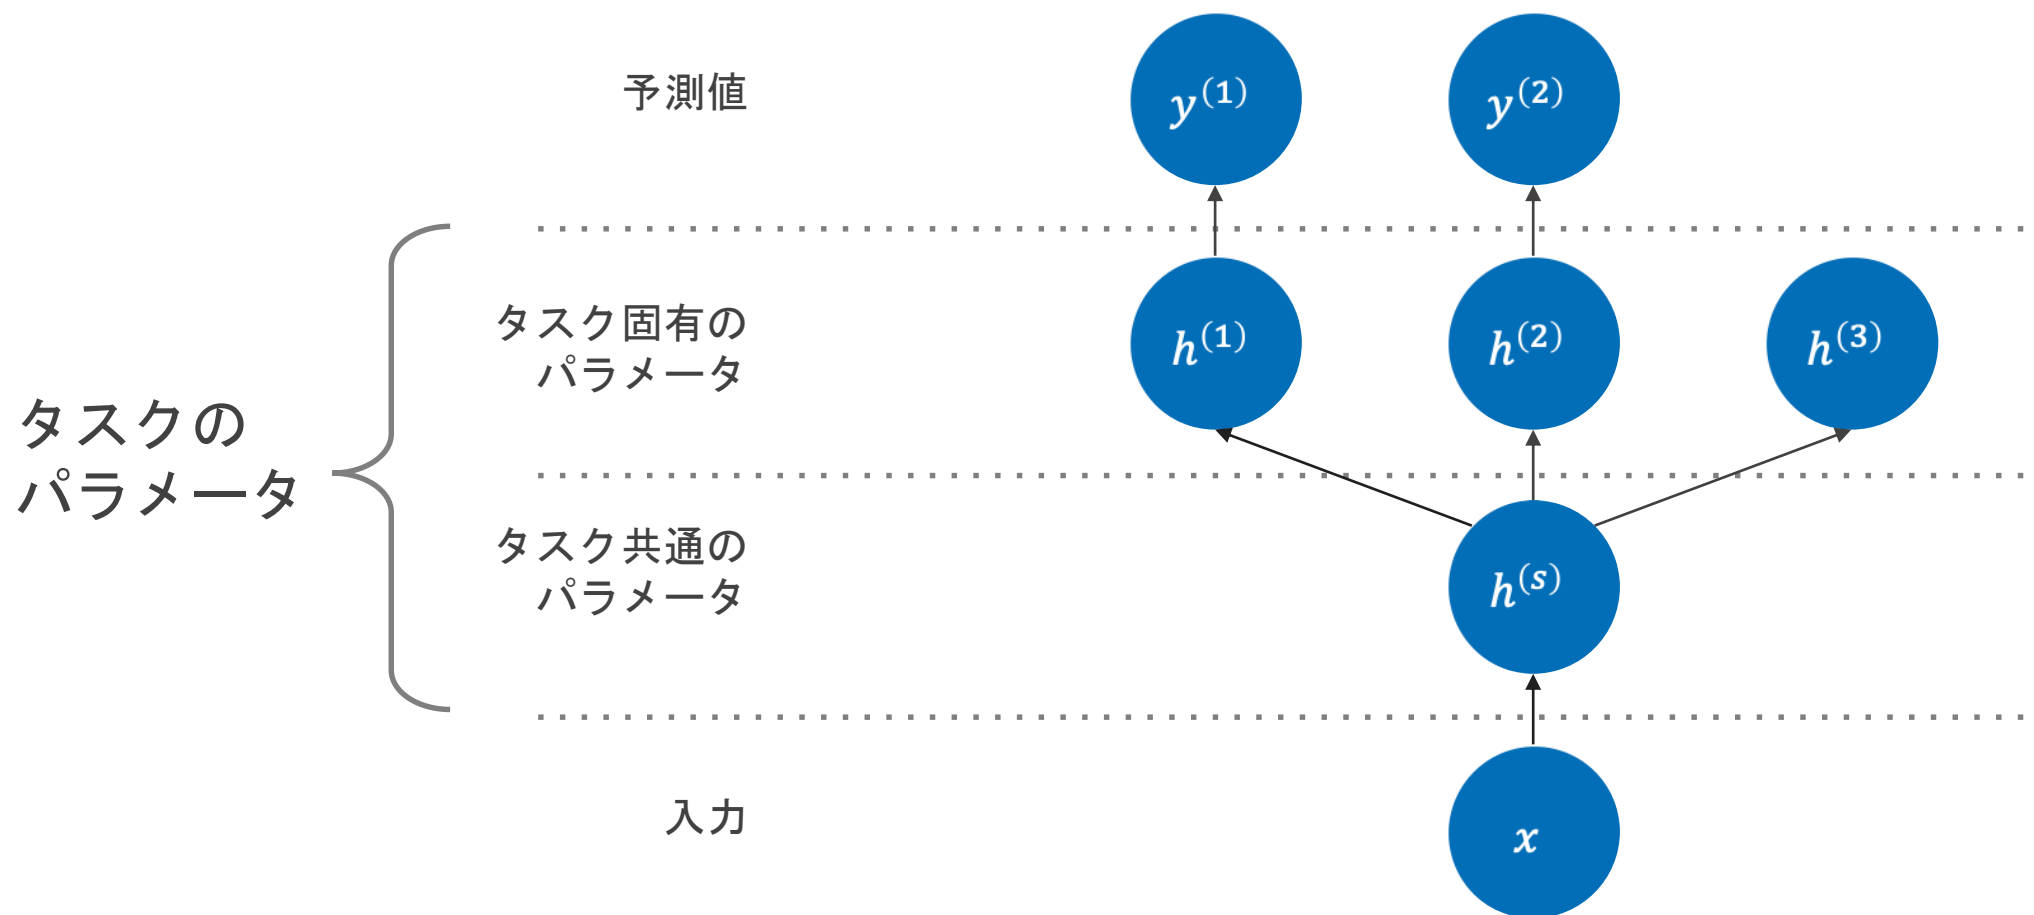 予測値
y(1)
y(2)
タスク固有の
パラメータ
h(1)
h(2)
h(3)
タスクの
パラメータ
タスク共通の
パラメータ
h(s)
入力
x